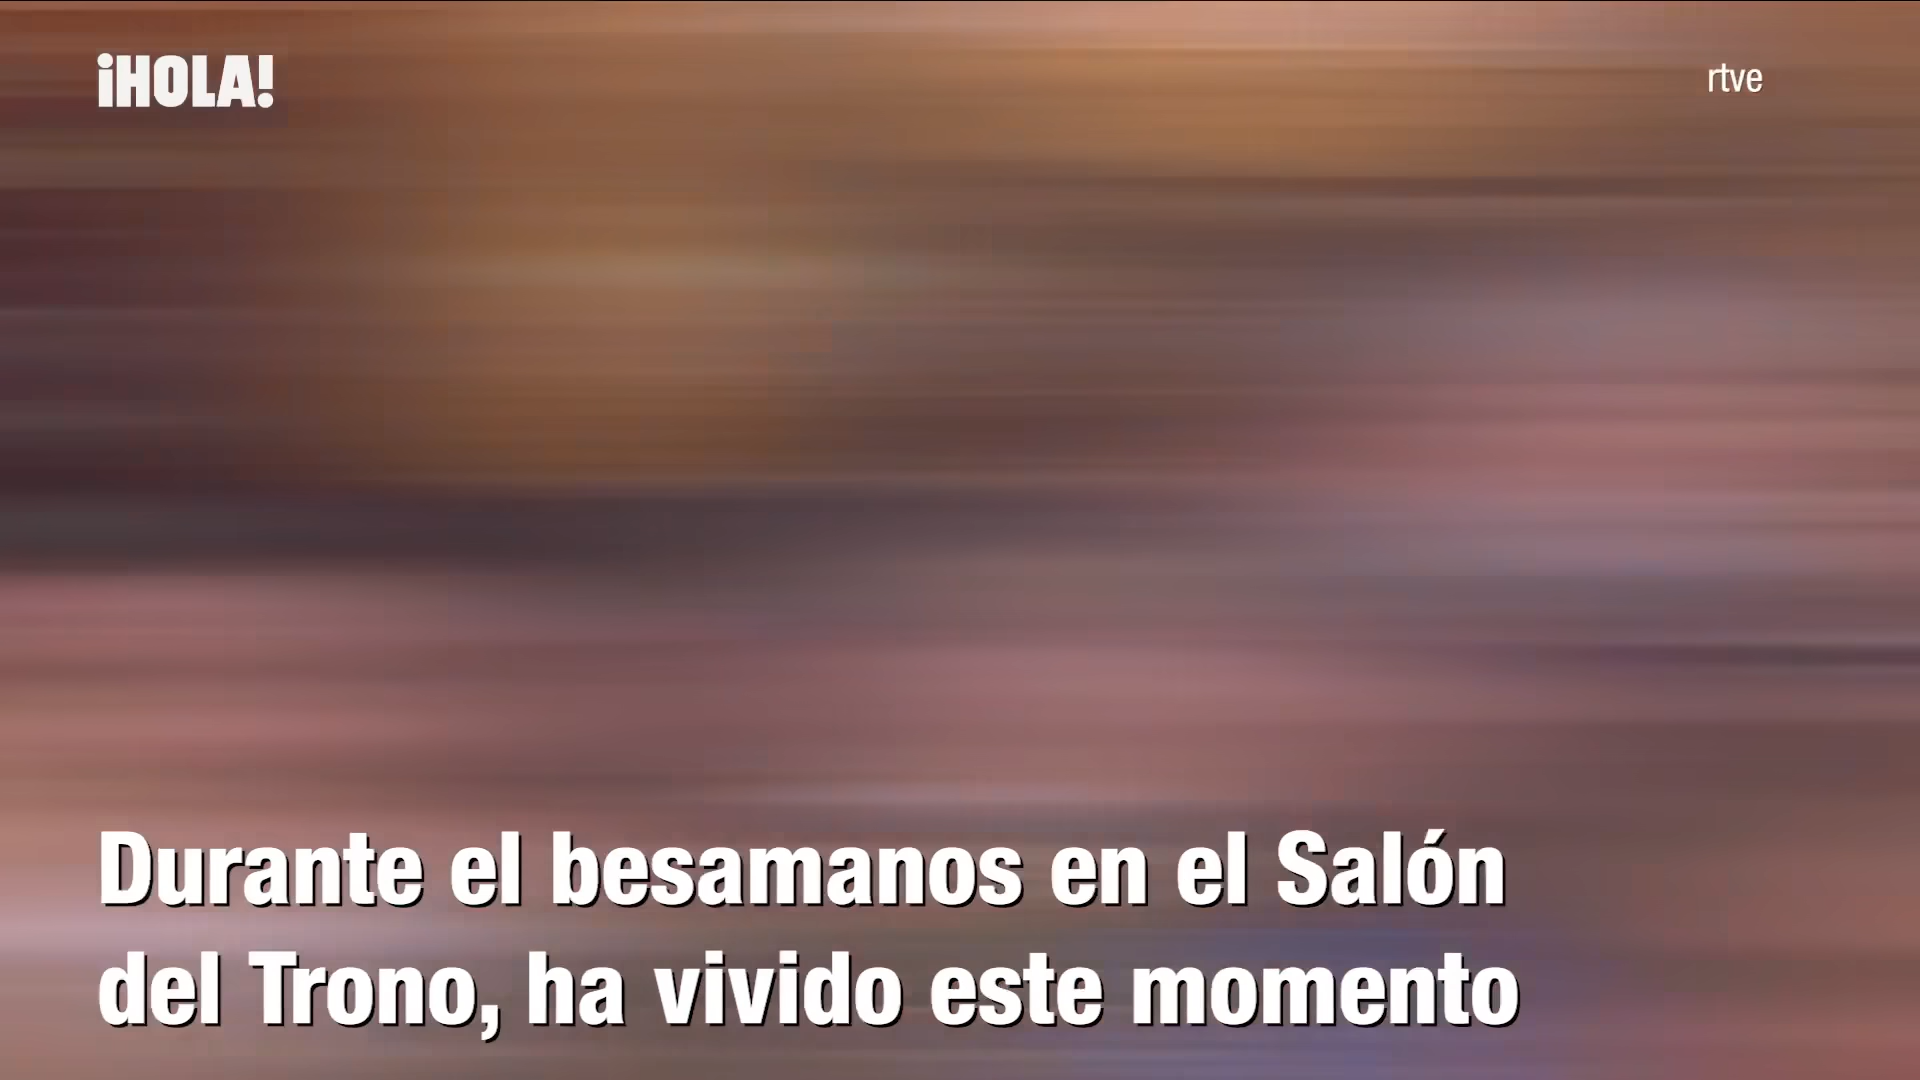 ¡HOLA!
rtve
Durante el besamanos en el Salón
del Trono, ha vivido este momento